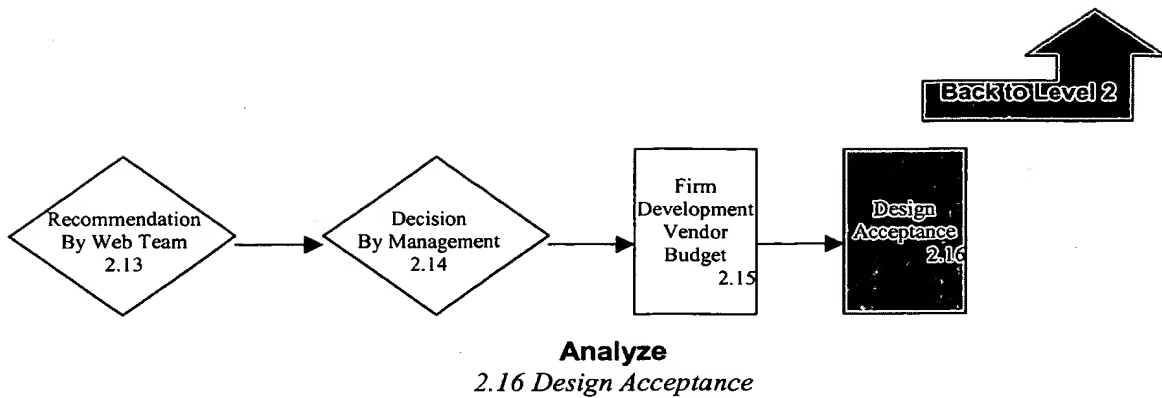 Back to Level 2
Recommendation
By Web Team
2.13
Decision
By Management
2.14
Firm
Development
Vendor
Budget
2.15
Design
Acceptance
2.16
Analyze
2.16 Design Acceptance